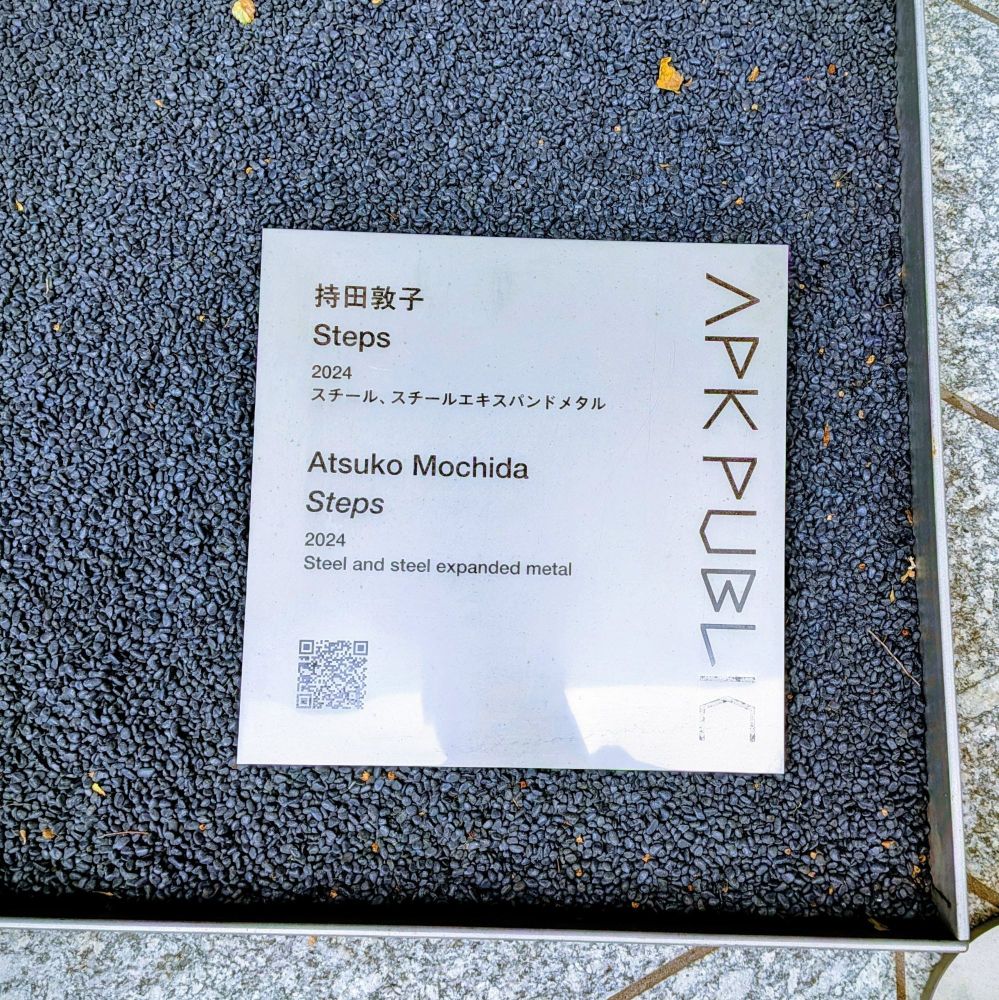 持田敦子
Steps
2024
スチール、スチールエキスパンドメタル
Atsuko Mochida
Steps
2024
Steel and steel expanded metal
APK PUBLIC